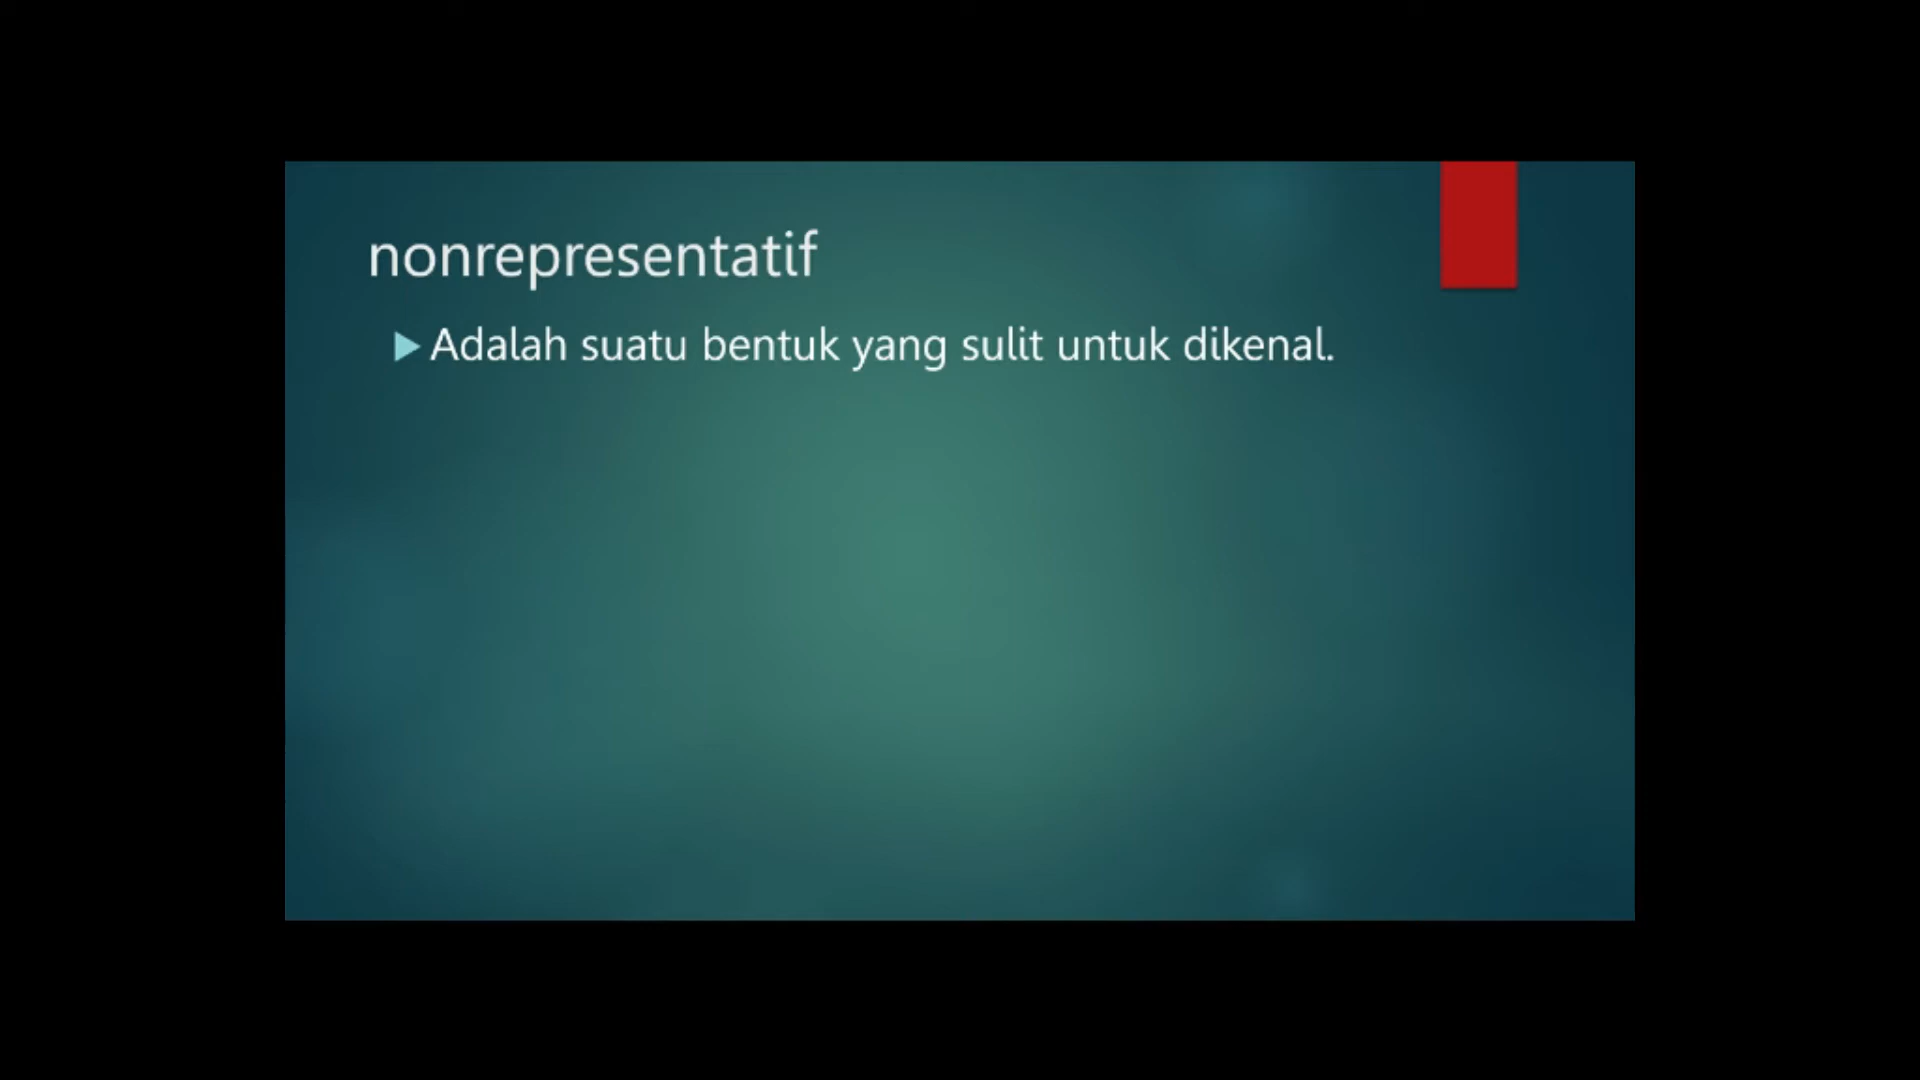 nonrepresentatif
Adalah suatu bentuk yang sulit untuk dikenal.